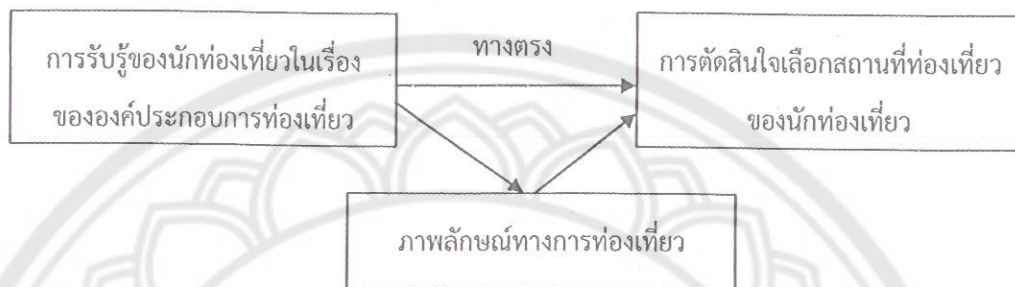 การรับรู้ของนักท่องเที่ยวในเรื่อง
ขององค์ประกอบการท่องเที่ยว
ทางตรง
การตัดสินใจเลือกสถานที่ท่องเที่ยว
ของนักท่องเที่ยว
ภาพลักษณ์ทางการท่องเที่ยว